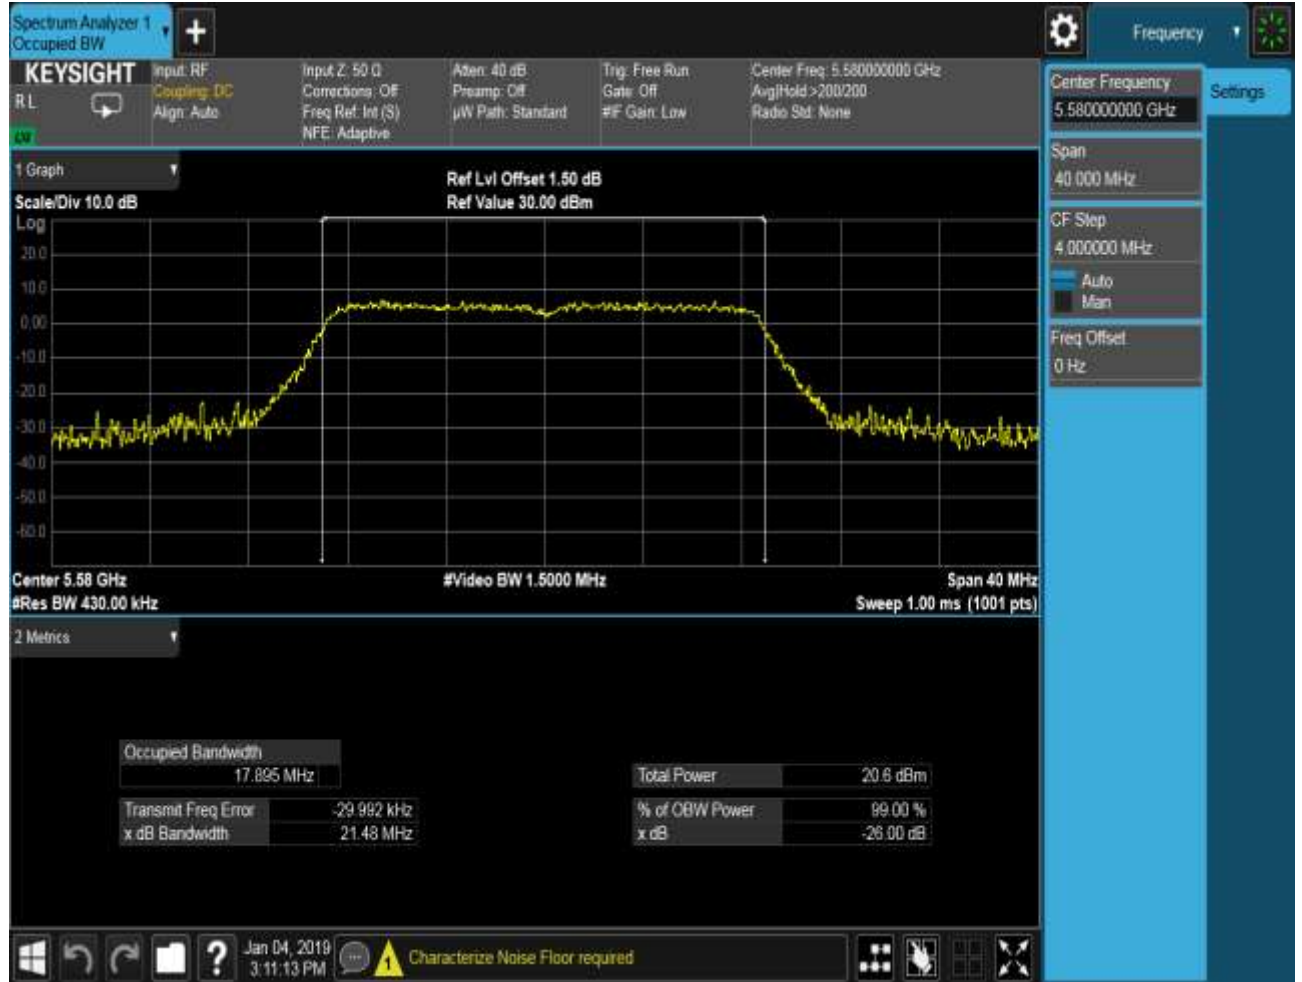 Spectrum Analyzer 1
Occupied BW
Frequency
KEYSIGHT
RL
LXI
Input: RF
Coupling: DC
Align: Auto
Input Z: 50 Ω
Corrections: Off
Freq Ref: Int (S)
NFE: Adaptive
Atten: 40 dB
Preamp: Off
µW Path: Standard
Trig: Free Run
Gate: Off
#IF Gain: Low
Center Freq: 5.580000000 GHz
Avg|Hold:>200/200
Radio Std: None
Center Frequency
5.580000000 GHz
Settings
Span
40.000 MHz
CF Step
4.000000 MHz
Auto
Man
Freq Offset
0 Hz
1 Graph
Scale/Div 10.0 dB
Ref Lvl Offset 1.50 dB
Ref Value 30.00 dBm
Log
20.0
10.0
0.00
-10.0
-20.0
-30.0
-40.0
-50.0
-60.0
Center 5.58 GHz
#Video BW 1.5000 MHz
Span 40 MHz
#Res BW 430.00 kHz
Sweep 1.00 ms (1001 pts)
2 Metrics
Occupied Bandwidth
17.895 MHz
Total Power 20.6 dBm
Transmit Freq Error -29.992 kHz
% of OBW Power 99.00 %
x dB Bandwidth 21.48 MHz
x dB -26.00 dB
?
Jan 04, 2019
3:11:13 PM
1
Characterize Noise Floor required